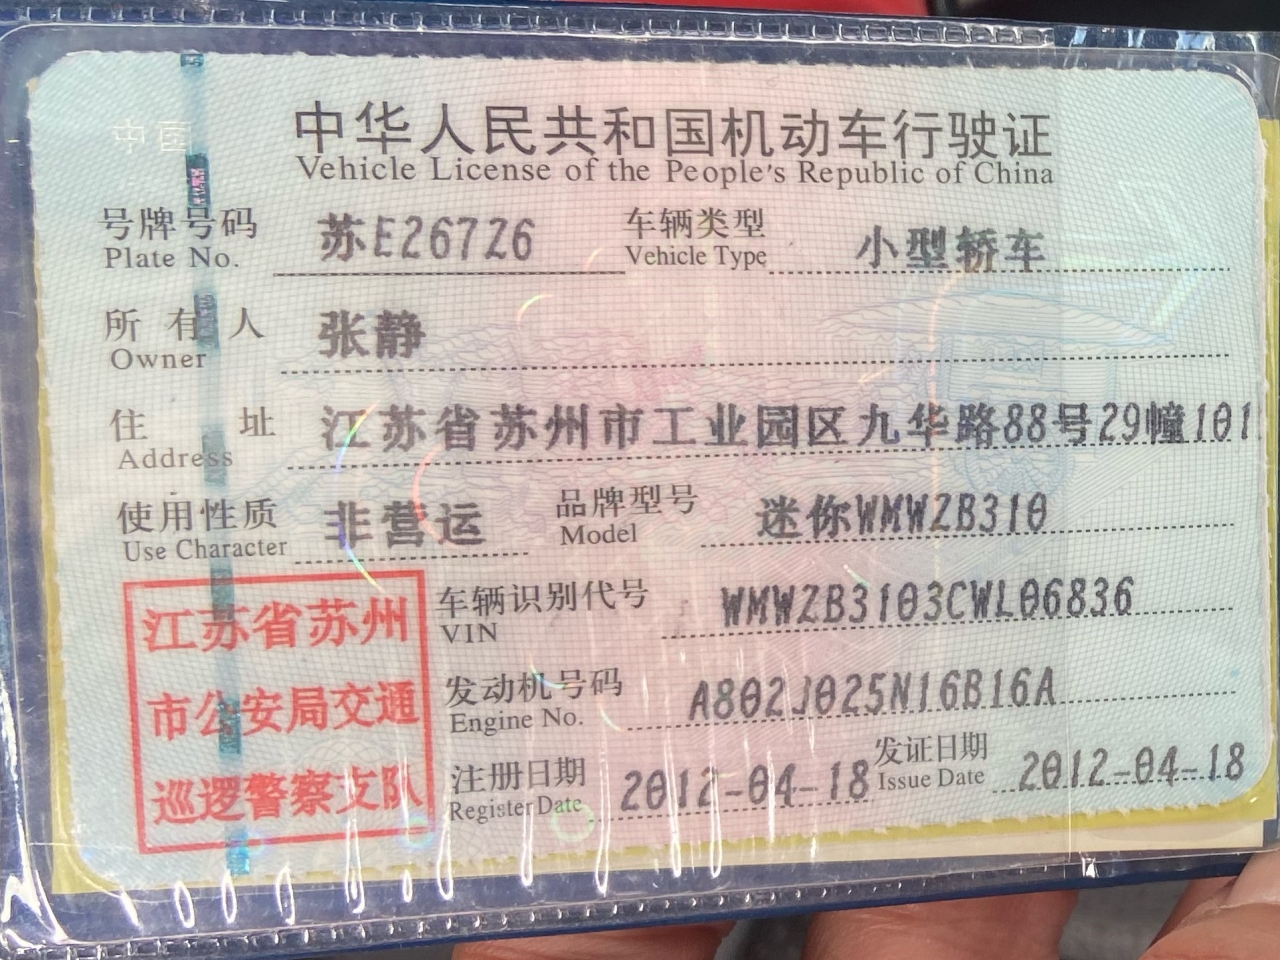 中国
中华人民共和国机动车行驶证
Vehicle License of the People's Republic of China
号牌号码 苏E267Z6 车辆类型 小型轿车
Plate No. Vehicle Type
所有人 张静
Owner
住址 江苏省苏州市工业园区九华路88号29幢101
Address
使用性质 非营运 品牌型号 迷你WMWZB310
Use Character Model
江苏省苏州
市公安局交通
巡逻警察支队
车辆识别代号 WMWZB3103CWL06836
VIN
发动机号码 A802J025N16B16A
Engine No.
注册日期 2012-04-18 发证日期 2012-04-18
Register Date Issue Date